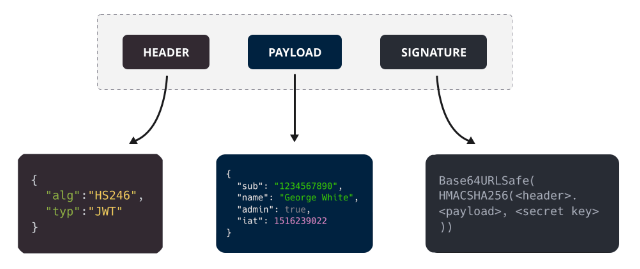 HEADER
PAYLOAD
SIGNATURE
{
"alg":"HS246",
"typ":"JWT"
}
{
"sub": "1234567890",
"name": "George White",
"admin": true,
"iat": 1516239022
}
Base64URLSafe(
HMACSHA256(<header>.
<payload>, <secret key>
))